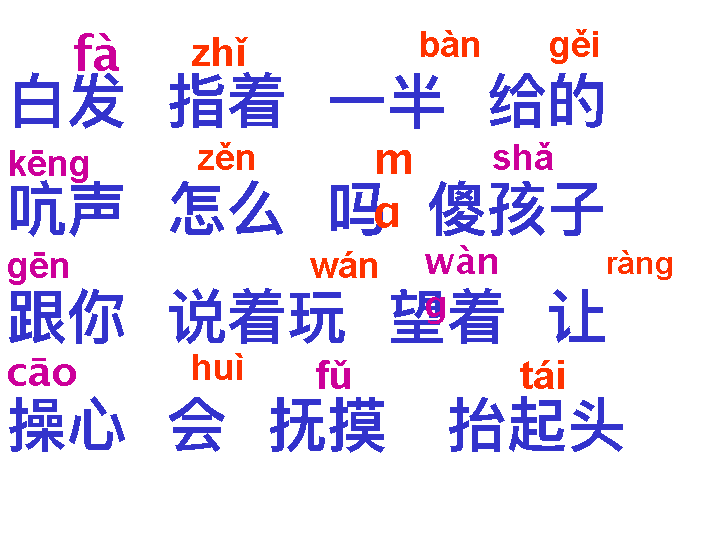 fà zhǐ bàn gěi
白发 指着 一半 给的
kēng zěn mɑ shǎ
吭声 怎么 吗 傻孩子
gēn wán wàng ràng
跟你 说着玩 望着 让
cāo huì fǔ tái
操心 会 抚摸 抬起头